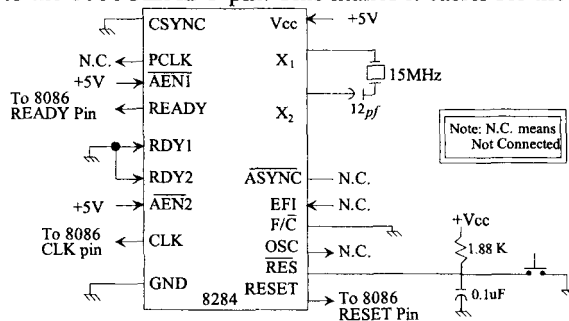 CSYNC
Vcc
+5V
N.C.
PCLK
X1
+5V
AEN1
15MHz
To 8086
READY Pin
READY
X2
12pf
Note: N.C. means
Not Connected
RDY1
RDY2
ASYNC
N.C.
+5V
AEN2
EFI
N.C.
F/C
+Vcc
To 8086
CLK pin
CLK
OSC
N.C.
1.88 K
RES
GND
RESET
To 8086
RESET Pin
0.1uF
8284